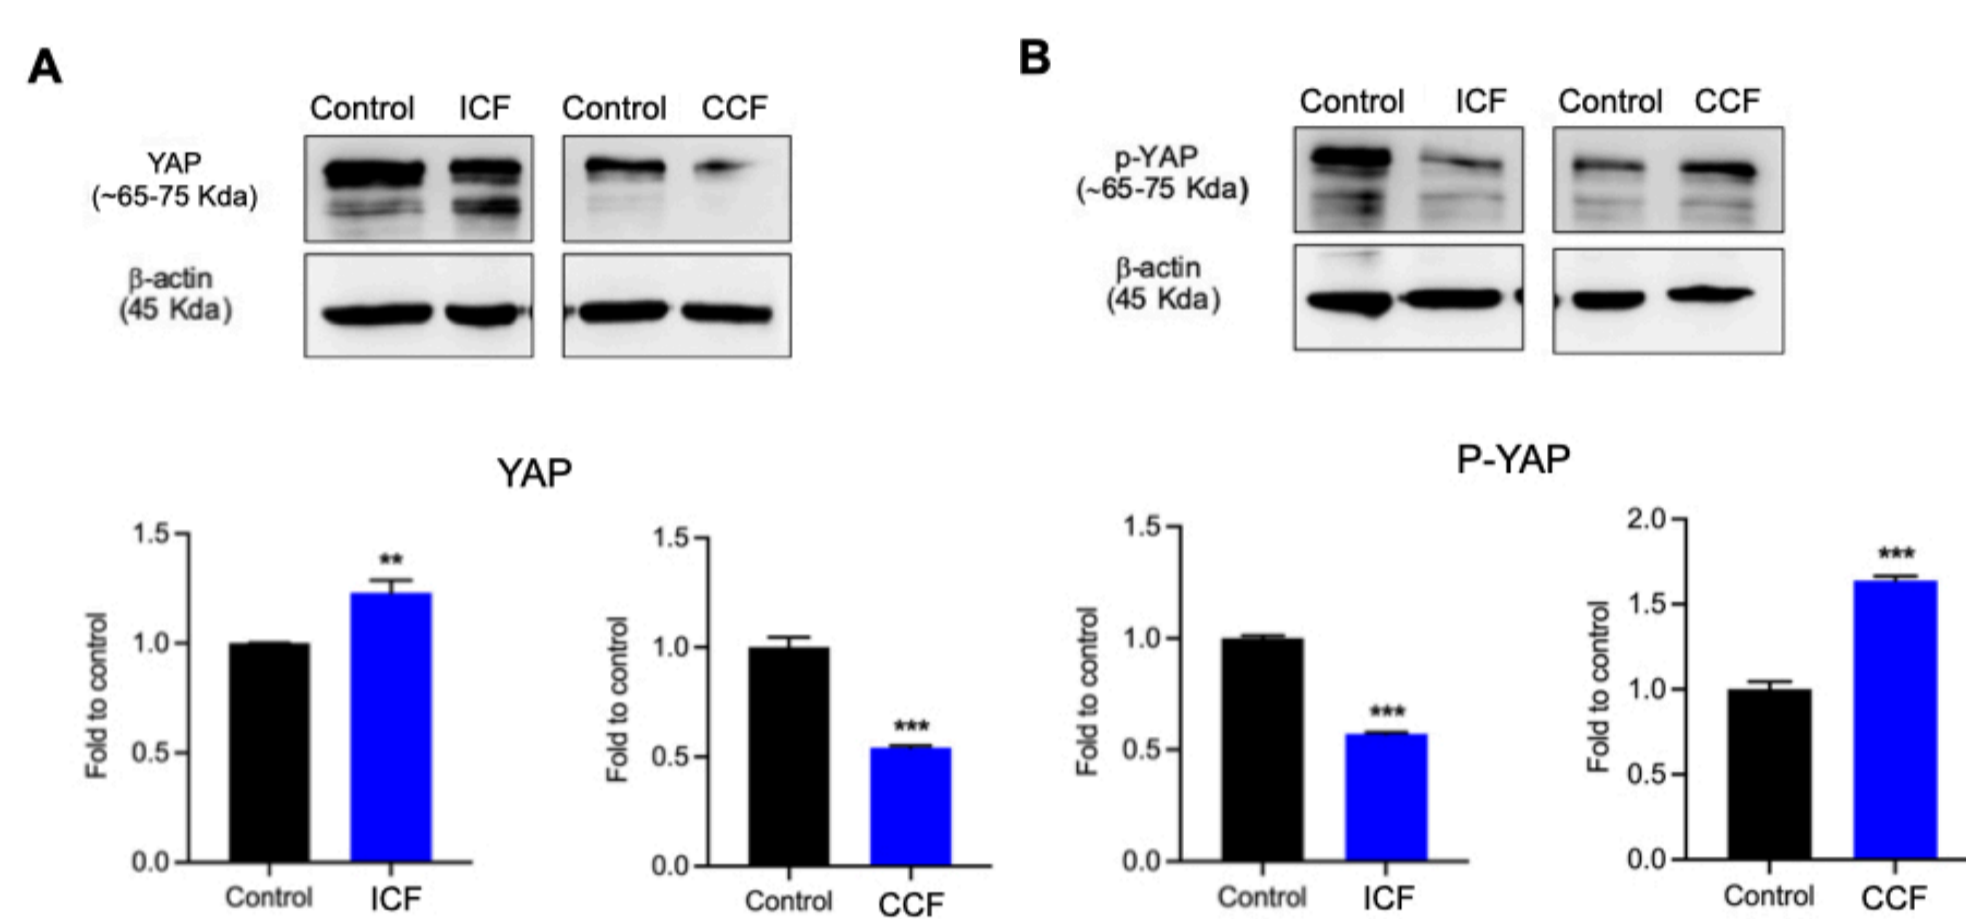 A
Control ICF Control CCF
YAP
(~65-75 Kda)
β-actin
(45 Kda)
YAP
1.5
1.0
0.5
0.0
Fold to control
**
Control ICF
1.5
1.0
0.5
0.0
Fold to control
***
Control CCF
B
Control ICF Control CCF
p-YAP
(~65-75 Kda)
β-actin
(45 Kda)
P-YAP
1.5
1.0
0.5
0.0
Fold to control
***
Control ICF
2.0
1.5
1.0
0.5
0.0
Fold to control
***
Control CCF